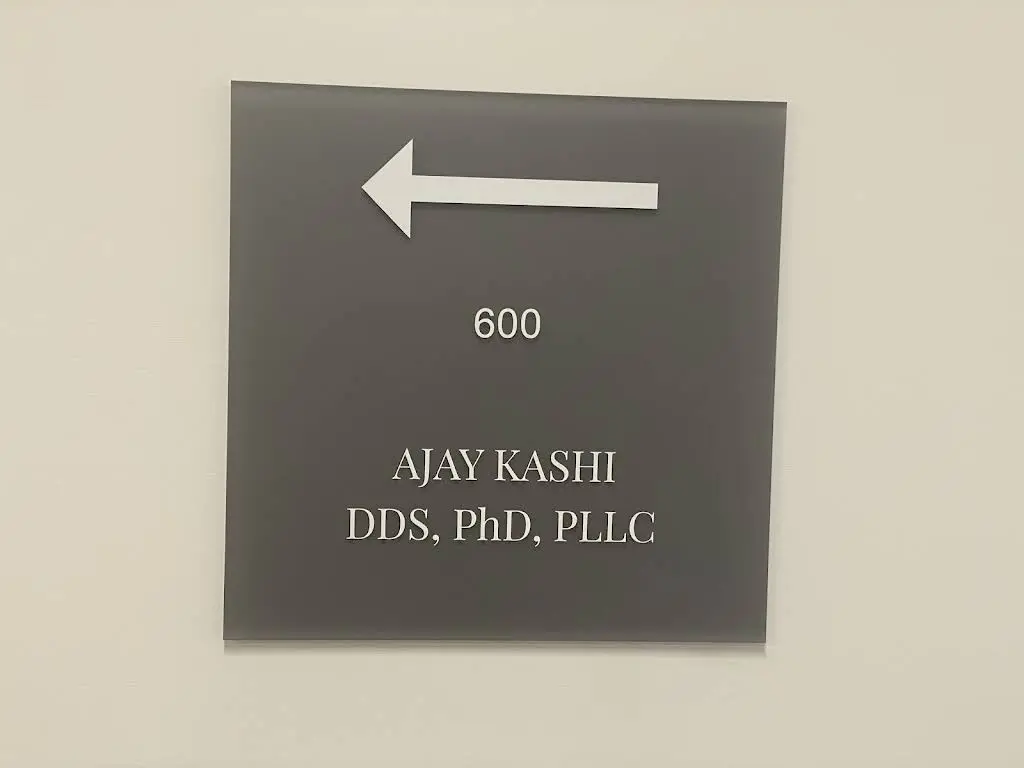 600
AJAY KASHI
DDS, PhD, PLLC